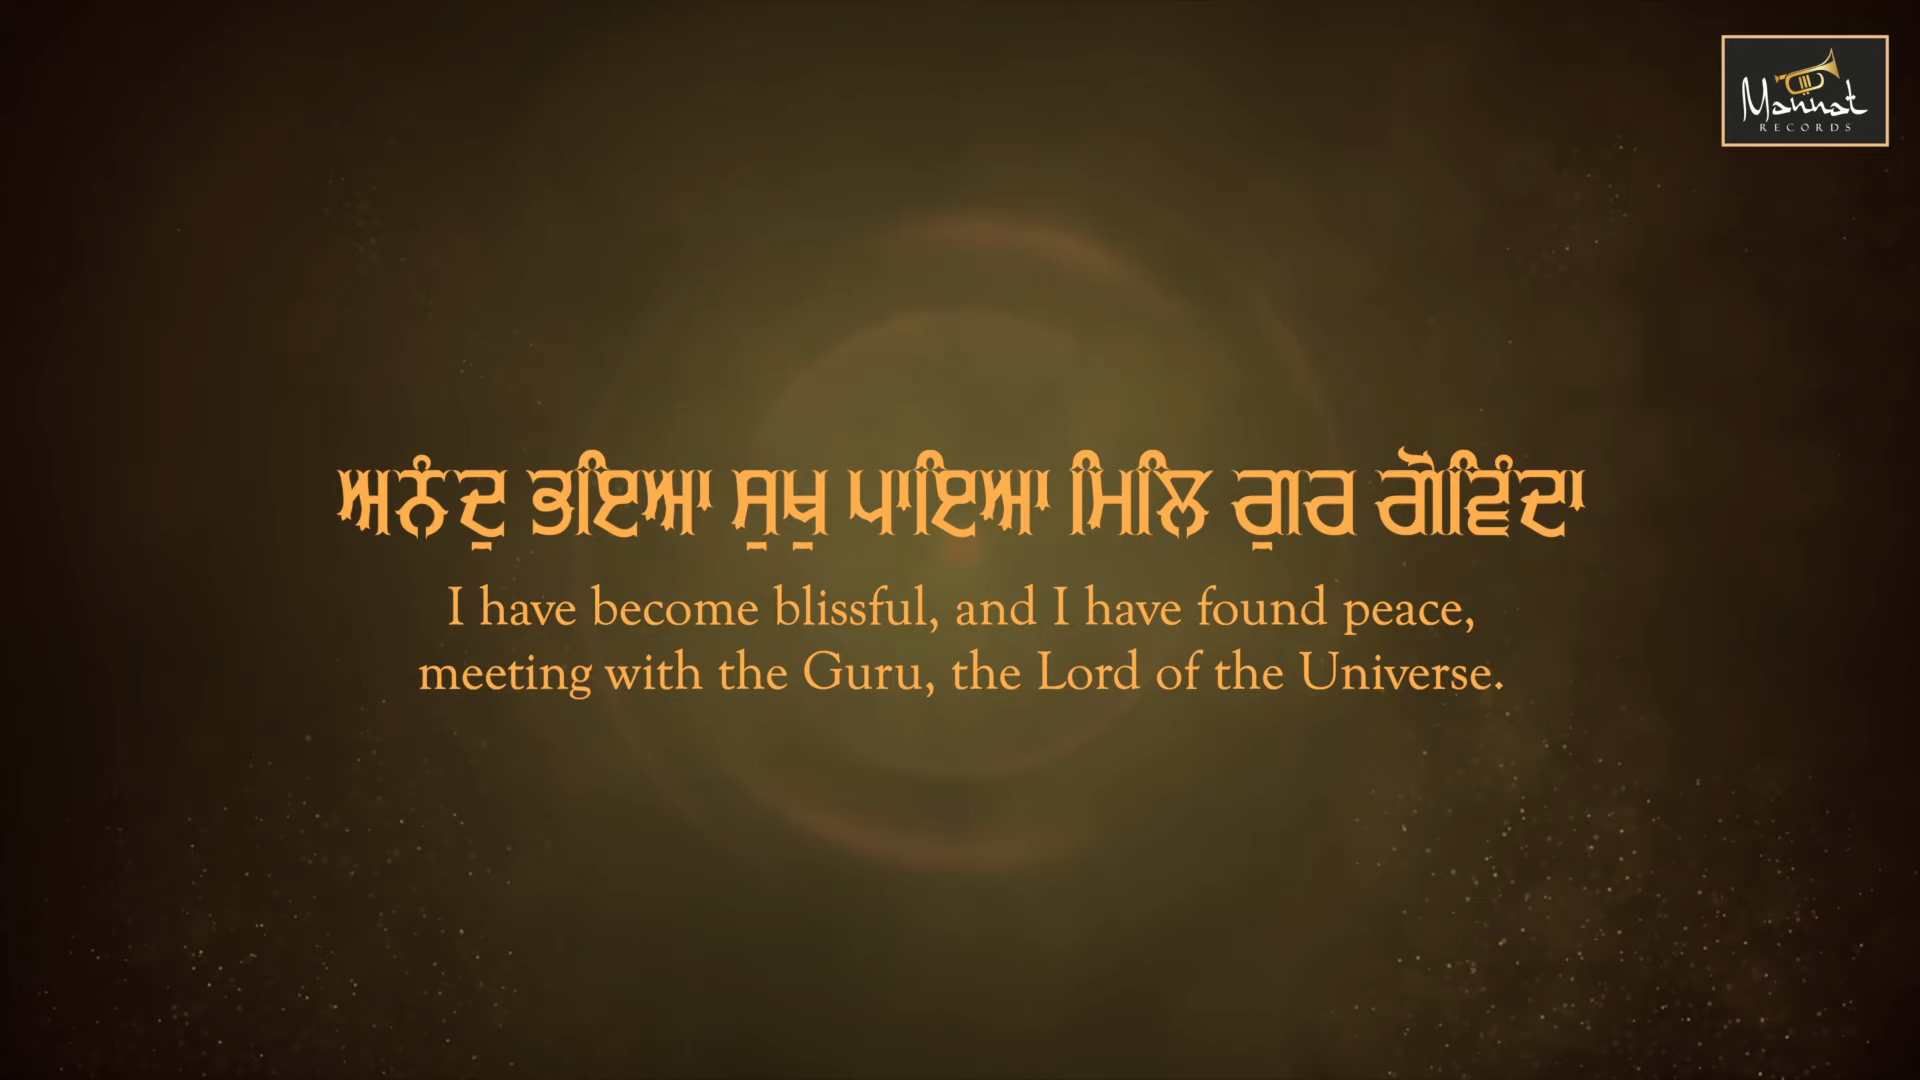 Mannat
RECORDS
ਅਨੰਦੁ ਭਇਆ ਸੁਖੁ ਪਾਇਆ ਮਿਲਿ ਗੁਰ ਗੋਵਿੰਦਾ
I have become blissful, and I have found peace,
meeting with the Guru, the Lord of the Universe.